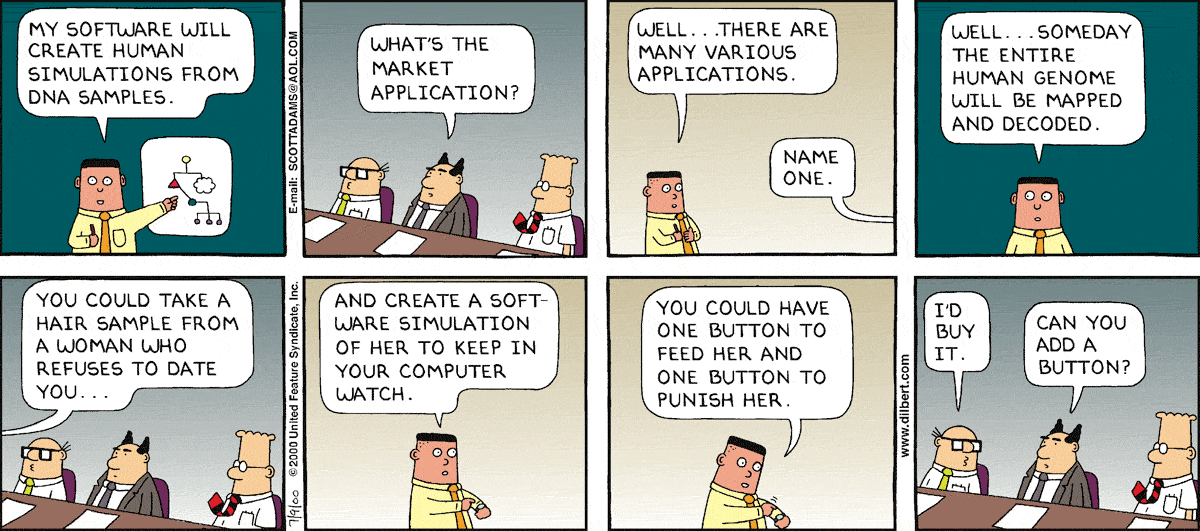 MY SOFTWARE WILL
CREATE HUMAN
SIMULATIONS FROM
DNA SAMPLES.
E-mail: SCOTTADAMS@AOL.COM
WHAT'S THE
MARKET
APPLICATION?
WELL...THERE ARE
MANY VARIOUS
APPLICATIONS.
NAME
ONE.
WELL...SOMEDAY
THE ENTIRE
HUMAN GENOME
WILL BE MAPPED
AND DECODED.
YOU COULD TAKE A
HAIR SAMPLE FROM
A WOMAN WHO
REFUSES TO DATE
YOU...
7/9/00 © 2000 United Feature Syndicate, Inc.
AND CREATE A SOFT-
WARE SIMULATION
OF HER TO KEEP IN
YOUR COMPUTER
WATCH.
YOU COULD HAVE
ONE BUTTON TO
FEED HER AND
ONE BUTTON TO
PUNISH HER.
www.dilbert.com
I'D
BUY
IT.
CAN YOU
ADD A
BUTTON?